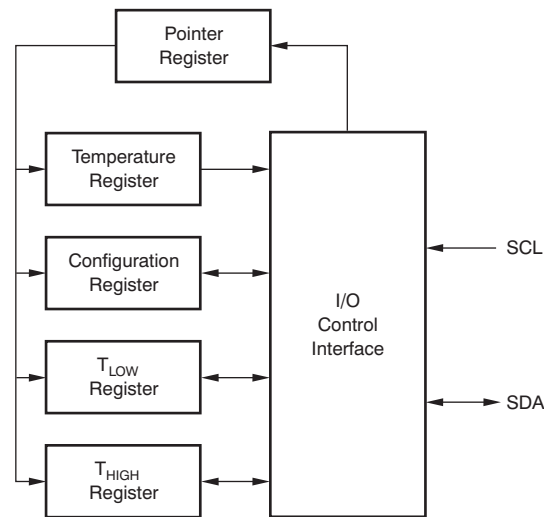 Pointer
Register
Temperature
Register
Configuration
Register
TLOW
Register
THIGH
Register
I/O
Control
Interface
SCL
SDA